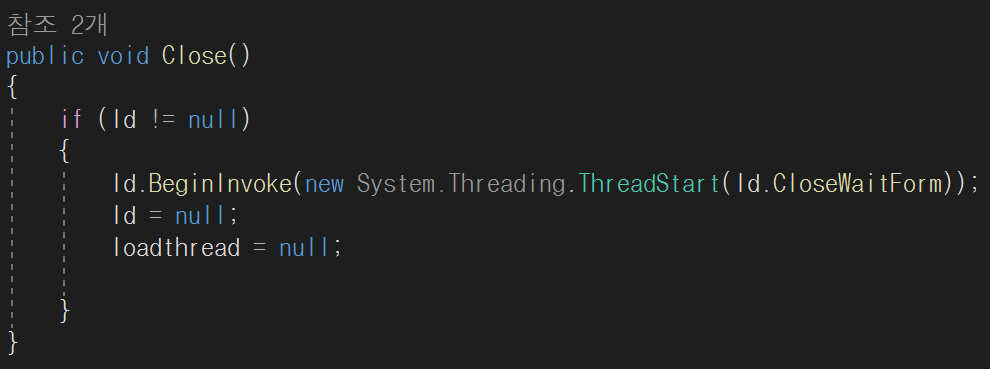 참조 2개
public void Close()
{
if (ld != null)
{
ld.BeginInvoke(new System.Threading.ThreadStart(ld.CloseWaitForm));
ld = null;
loadthread = null;
}
}